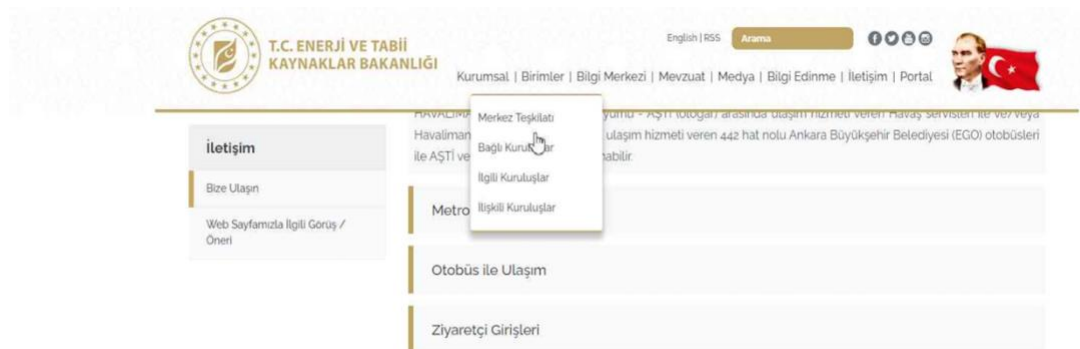 T.C. ENERJİ VE TABİİ
KAYNAKLAR BAKANLIĞI
English | RSS
Arama
Kurumsal | Birimler | Bilgi Merkezi | Mevzuat | Medya | Bilgi Edinme | İletişim | Portal
Merkez Teşkilatı
Bağlı
İlgili Kuruluşlar
İlişkili Kuruluşlar
İletişim
Bize Ulaşın
Web Sayfamızla İlgili Görüş /
Öneri
AŞTİ (otogar) arasında ulaşım hizmeti veren Havaş servisleri ile ve/veya
ulaşım hizmeti veren 442 hat nolu Ankara Büyükşehir Belediyesi (EGO) otobüsleri
ile AŞTİ
Metro
Otobüs ile Ulaşım
Ziyaretçi Girişleri